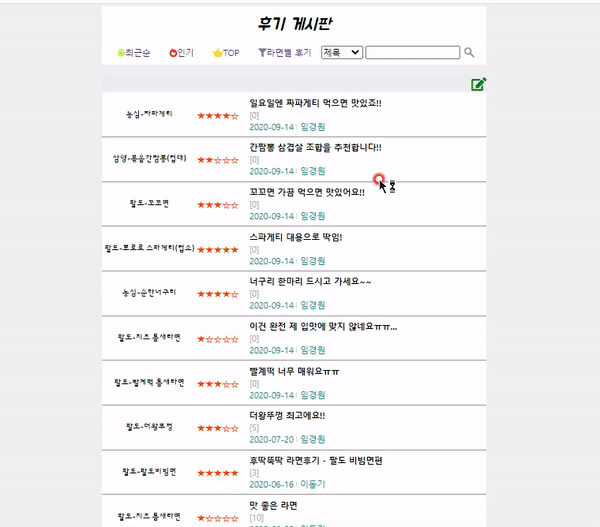 후기 게시판
최근순 인기 TOP 라면별 후기 제목
농심-짜파게티 ★★★★☆ 일요일엔 짜파게티 먹으면 맛있죠!!
[0]
2020-09-14 | 임경원
삼양-볶음간짬뽕(컵대) ★★☆☆☆ 간짬뽕 삼겹살 조합을 추천합니다!!
[0]
2020-09-14 | 임경원
팔도-꼬꼬면 ★★★☆☆ 꼬꼬면 가끔 먹으면 맛있어요!!
[0]
2020-09-14 | 임경원
팔도-뽀로로 스파게티(컵소) ★★★★★ 스파게티 대용으로 딱임!
[0]
2020-09-14 | 임경원
농심-순한너구리 ★★★★☆ 너구리 한마리 드시고 가세요~~
[0]
2020-09-14 | 임경원
팔도-치즈 틈새라면 ★☆☆☆☆ 이건 완전 제 입맛에 맞지 않네요ㅠㅠ...
[0]
2020-09-14 | 임경원
팔도-빨계떡 틈새라면 ★★★☆☆ 빨계떡 너무 매워요ㅠㅠ
[0]
2020-09-14 | 임경원
팔도-더왕뚜껑 ★★★☆☆ 더왕뚜껑 최고에요!!
[5]
2020-07-20 | 임경원
팔도-팔도비빔면 ★★★★★ 후딱뚝딱 라면후기 - 팔도 비빔면편
[3]
2020-06-16 | 이동기
팔도-치즈 틈새라면 ★☆☆☆☆ 맛 좋은 라면
[10]